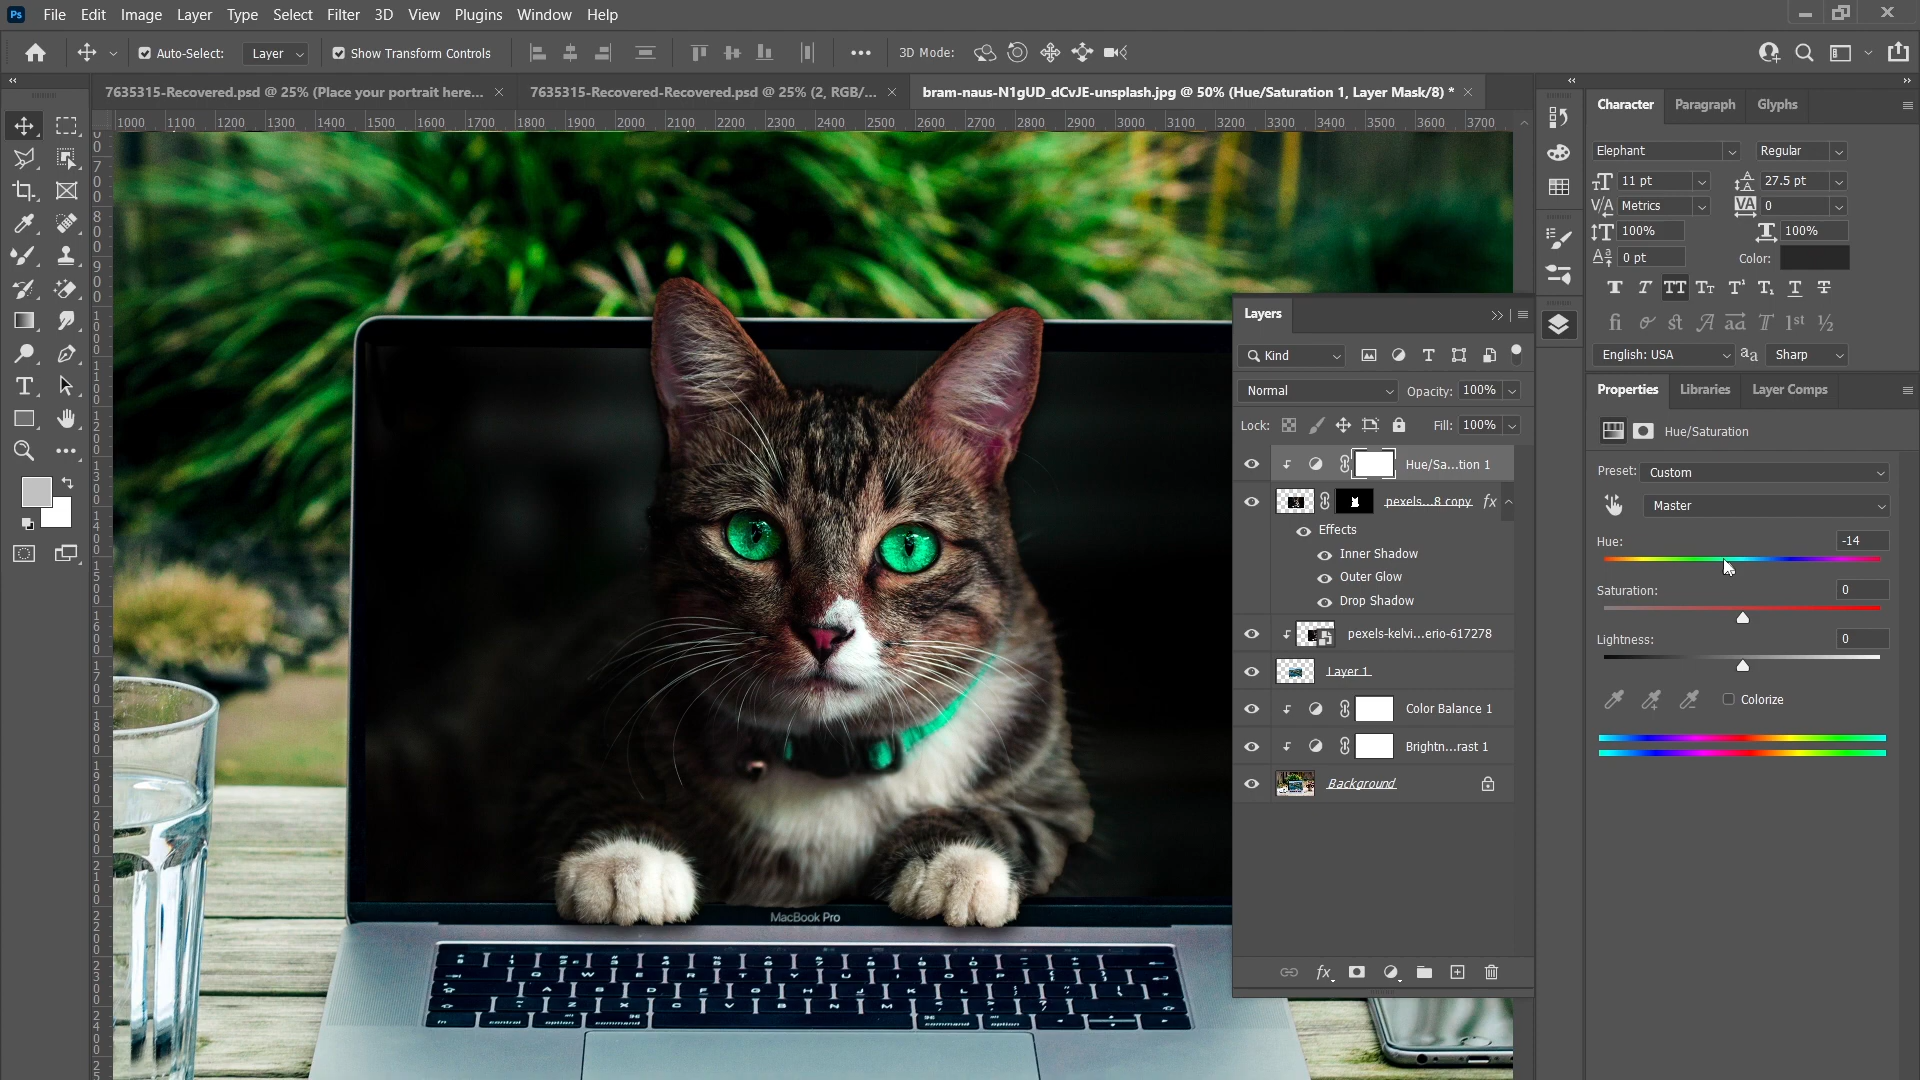 Ps File Edit Image Layer Type Select Filter 3D View Plugins Window Help
Auto-Select: Layer Show Transform Controls 3D Mode:
7635315-Recovered.psd @ 25% (Place your portrait here...
7635315-Recovered-Recovered.psd @ 25% (2, RGB/...
bram-naus-N1gUD_dCvJE-unsplash.jpg @ 50% (Hue/Saturation 1, Layer Mask/8) *
1000 1100 1200 1300 1400 1500 1600 1700 1800 1900 2000 2100 2200 2300 2400 2500 2600 2700 2800 2900 3000 3100 3200 3300 3400 3500 3600 3700
Layers
Kind
Normal Opacity: 100%
Lock: Fill: 100%
Hue/Sa...tion 1
pexels...8 copy fx
Effects
Inner Shadow
Outer Glow
Drop Shadow
pexels-kelvi...erio-617278
Layer 1
Color Balance 1
Brightn...rast 1
Background
fx
Character Paragraph Glyphs
Elephant Regular
11 pt 27.5 pt
Metrics 0
100% 100%
0 pt Color:
English: USA Sharp
Properties Libraries Layer Comps
Hue/Saturation
Preset: Custom
Master
Hue: -14
Saturation: 0
Lightness: 0
Colorize
MacBook Pro
control option command
command option